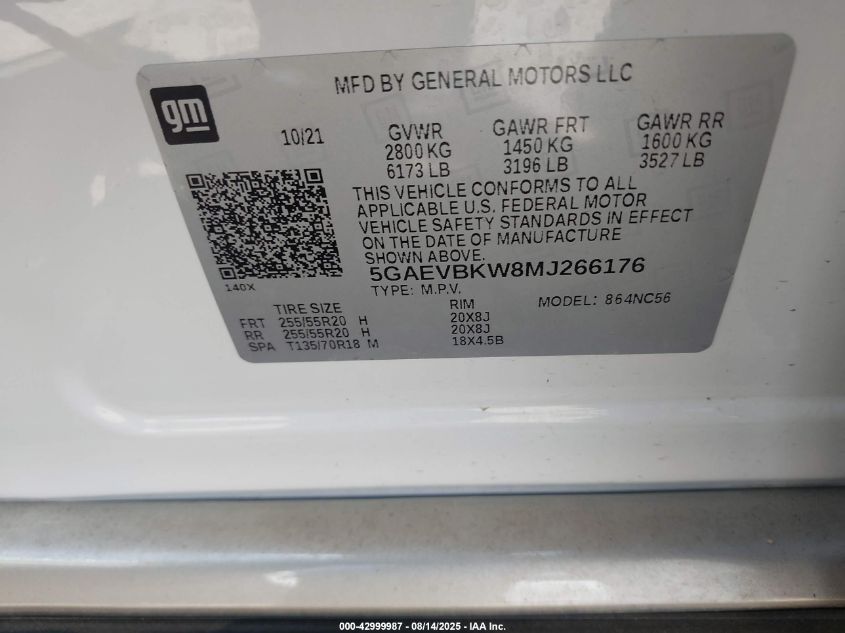 MFD BY GENERAL MOTORS LLC
gm
10/21
GVWR GAWR FRT GAWR RR
2800 KG 1450 KG 1600 KG
6173 LB 3196 LB 3527 LB
THIS VEHICLE CONFORMS TO ALL
APPLICABLE U.S. FEDERAL MOTOR
VEHICLE SAFETY STANDARDS IN EFFECT
ON THE DATE OF MANUFACTURE
SHOWN ABOVE.
140X
5GAEVBKW8MJ266176
TYPE: M.P.V.
TIRE SIZE RIM MODEL: 864NC56
FRT 255/55R20 H 20X8J
RR 255/55R20 H 20X8J
SPA T135/70R18 M 18X4.5B
000-42999987 - 08/14/2025 - IAA Inc.